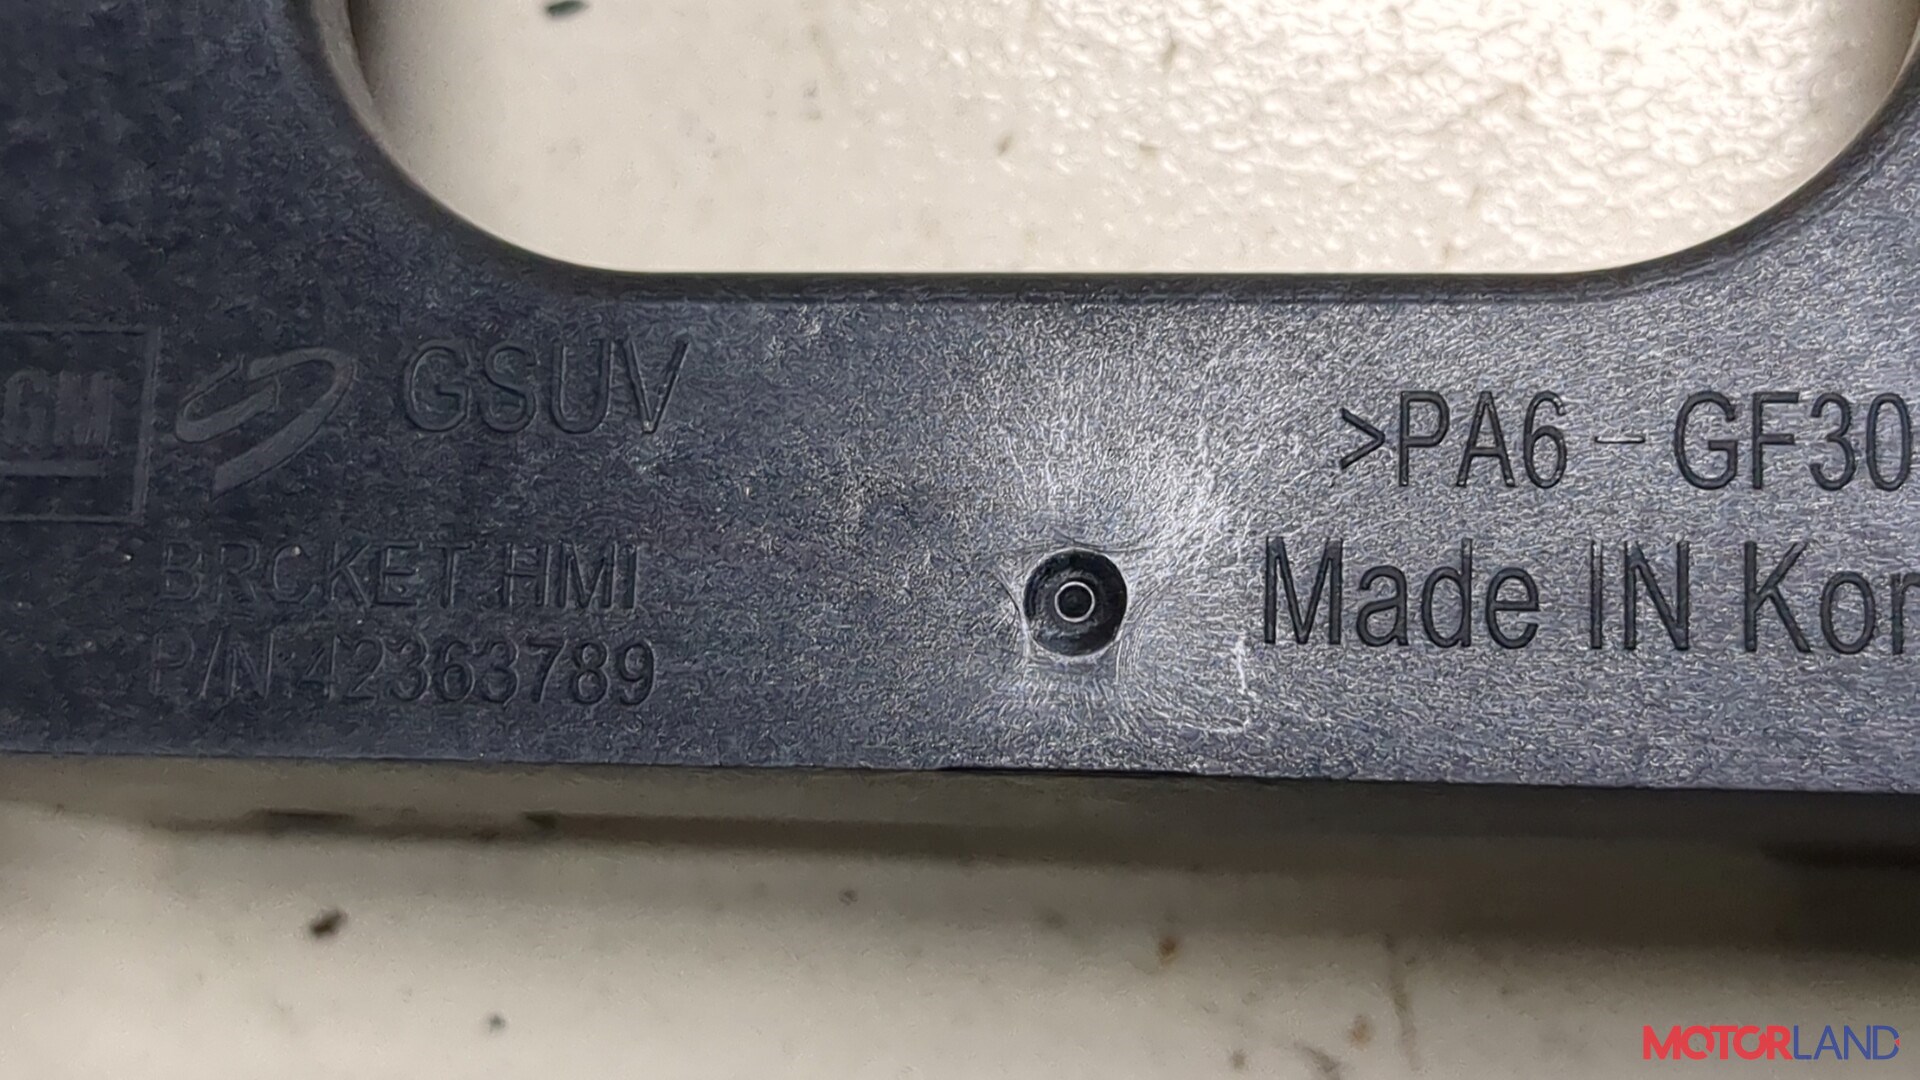 GM GSUV
BRCKET HMI
P/N:42363789
>PA6-GF30
Made IN Kor
MOTORLAND